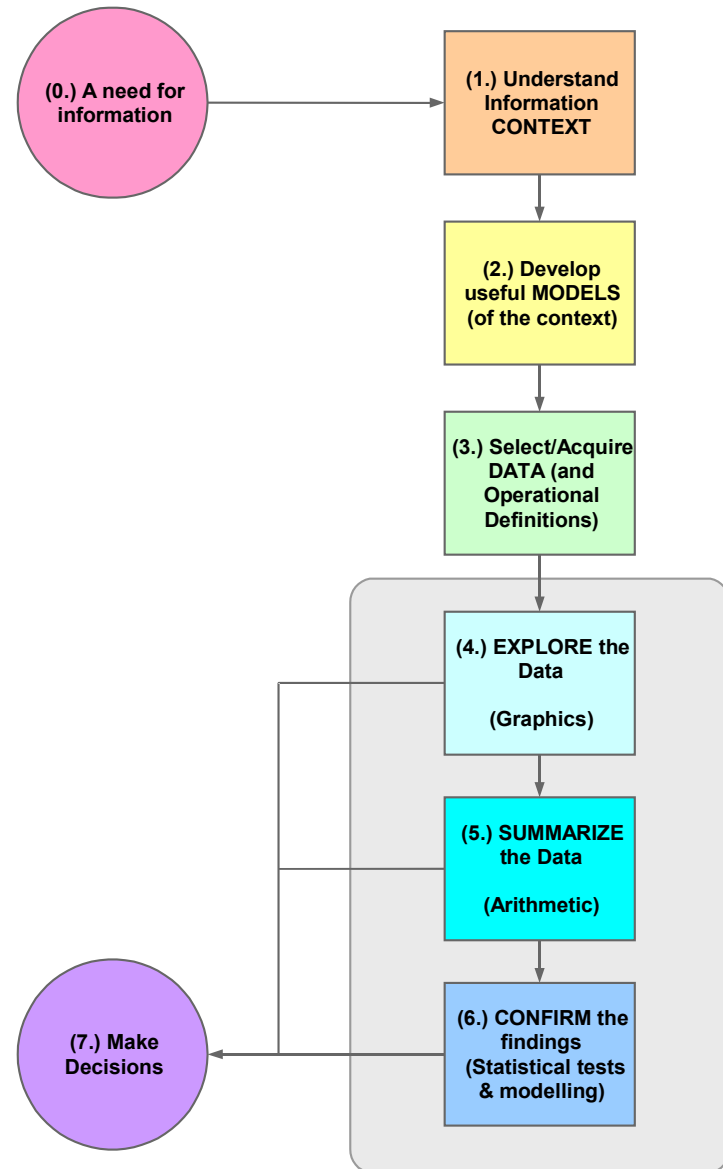 (0.) A need for
information
(1.) Understand
Information
CONTEXT
(2.) Develop
useful MODELS
(of the context)
(3.) Select/Acquire
DATA (and
Operational
Definitions)
(4.) EXPLORE the
Data
(Graphics)
(5.) SUMMARIZE
the Data
(Arithmetic)
(6.) CONFIRM the
findings
(Statistical tests
& modelling)
(7.) Make
Decisions